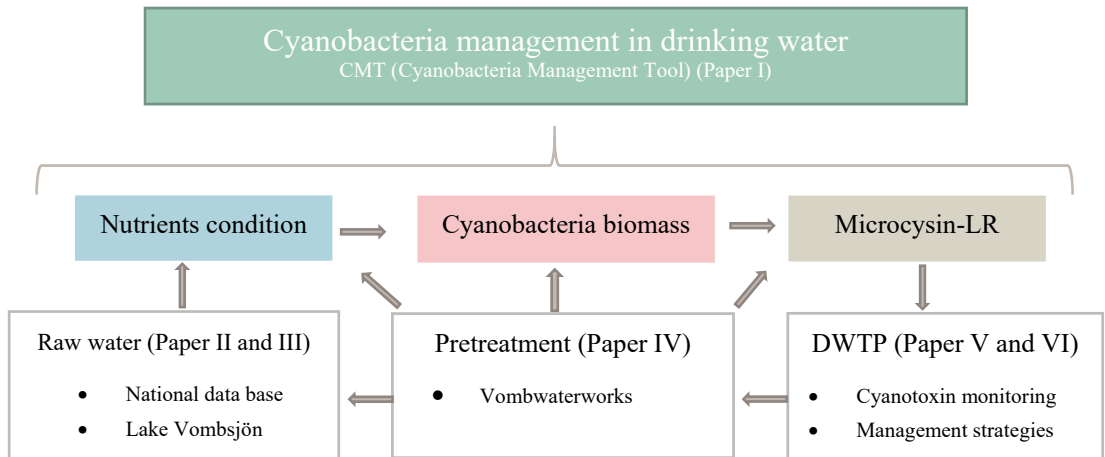 Cyanobacteria management in drinking water
CMT (Cyanobacteria Management Tool) (Paper I)
Nutrients condition
Cyanobacteria biomass
Microcysin-LR
Raw water (Paper II and III)
• National data base
• Lake Vombsjön
Pretreatment (Paper IV)
• Vombwaterworks
DWTP (Paper V and VI)
• Cyanotoxin monitoring
• Management strategies